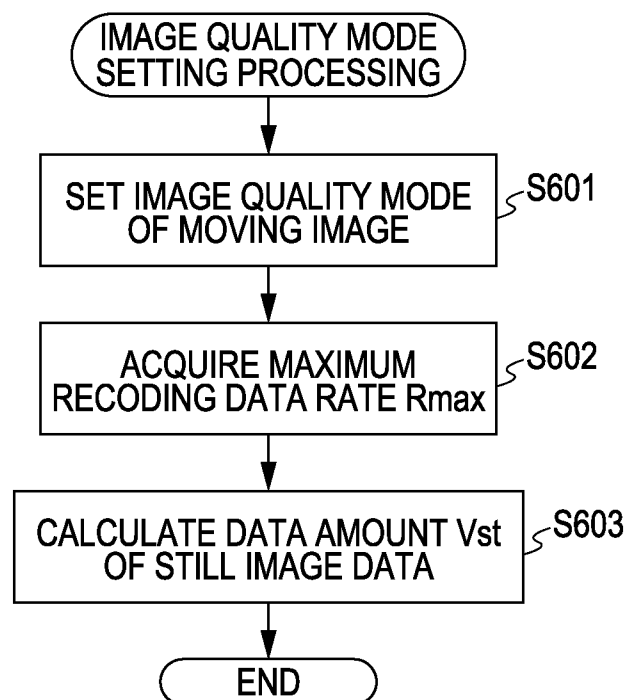 IMAGE QUALITY MODE
SETTING PROCESSING
SET IMAGE QUALITY MODE
OF MOVING IMAGE
S601
ACQUIRE MAXIMUM
RECODING DATA RATE Rmax
S602
CALCULATE DATA AMOUNT Vst
OF STILL IMAGE DATA
S603
END